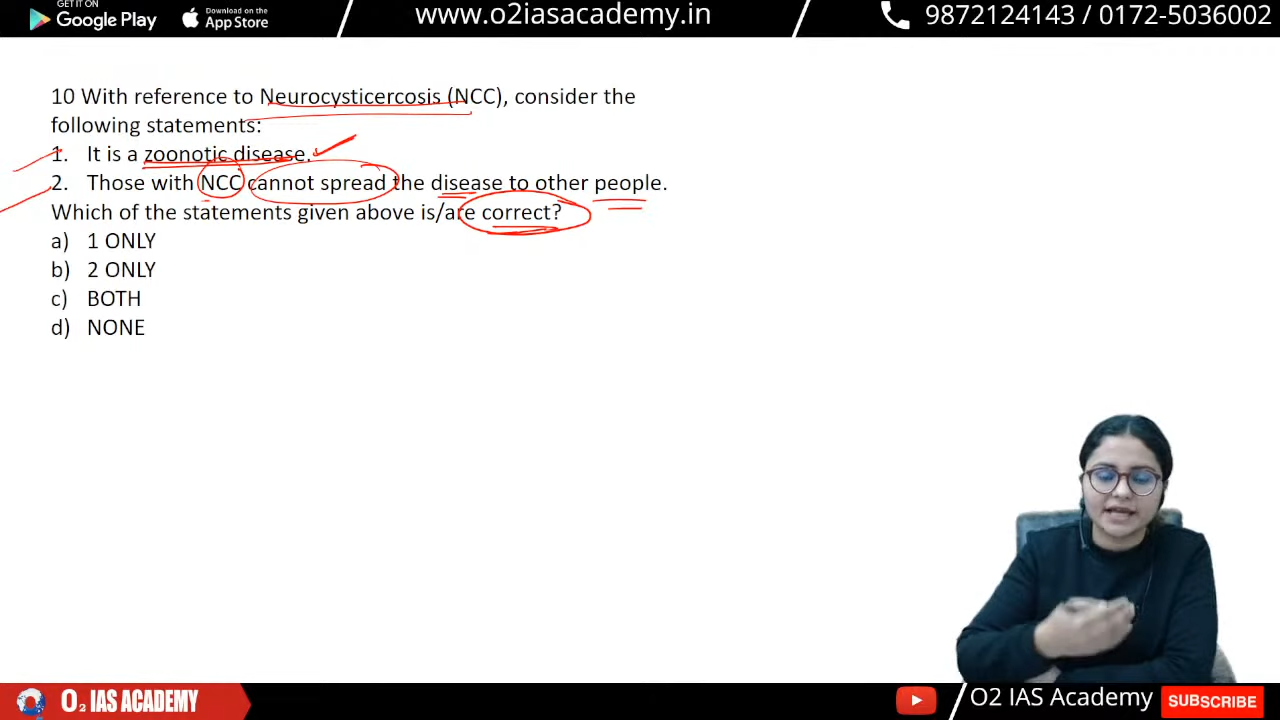 GET IT ON
Google Play
Download on the
App Store
www.o2iasacademy.in
9872124143 / 0172-5036002
10 With reference to Neurocysticercosis (NCC), consider the
following statements:
1. It is a zoonotic disease.
2. Those with NCC cannot spread the disease to other people.
Which of the statements given above is/are correct?
a) 1 ONLY
b) 2 ONLY
c) BOTH
d) NONE
O2 IAS ACADEMY
O2 IAS Academy
SUBSCRIBE